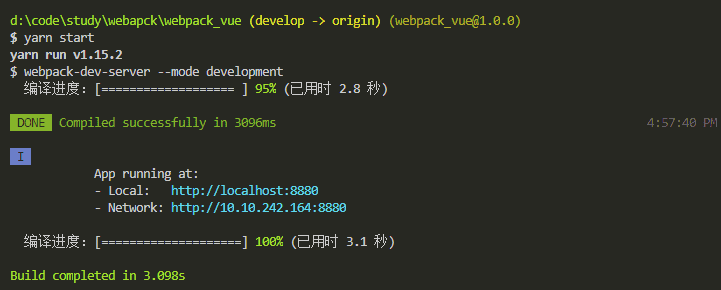 d:\code\study\webapck\webpack_vue (develop -> origin) (webpack_vue@1.0.0)
$ yarn start
yarn run v1.15.2
$ webpack-dev-server --mode development
编译进度: [=================== ] 95% (已用时 2.8 秒)
DONE Compiled successfully in 3096ms 4:57:40 PM
I
App running at:
- Local: http://localhost:8880
- Network: http://10.10.242.164:8880
编译进度: [====================] 100% (已用时 3.1 秒)
Build completed in 3.098s